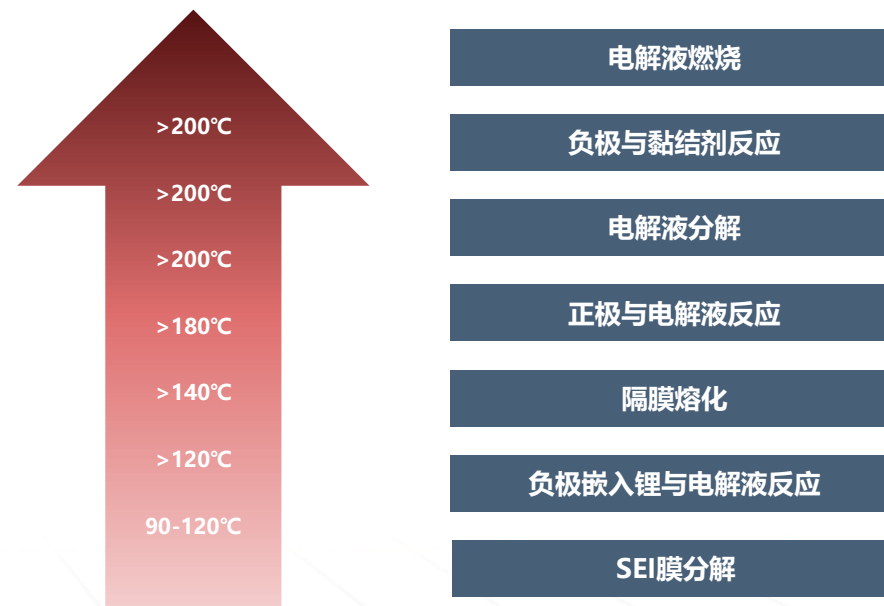 电解液燃烧
>200℃
负极与黏结剂反应
>200℃
电解液分解
>200℃
正极与电解液反应
>180℃
隔膜熔化
>140℃
负极嵌入锂与电解液反应
>120℃
SEI膜分解
90-120℃